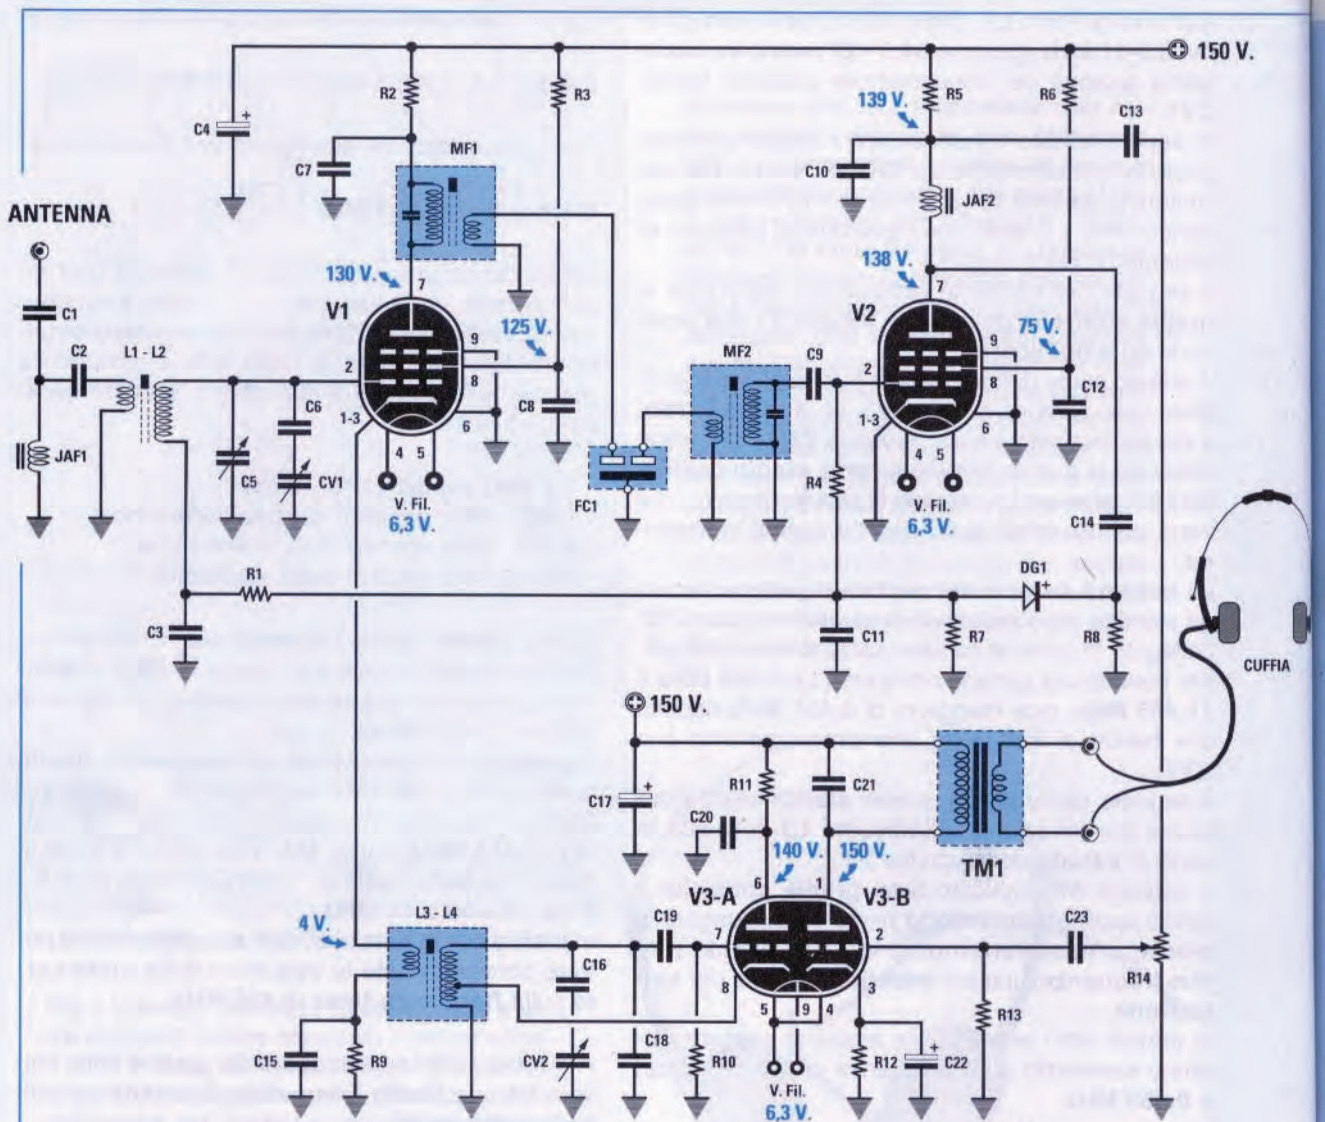 150 V.
R2
R3
139 V.
R5
R6
C13
C4
+
C7
MF1
C10
JAF2
ANTENNA
130 V.
7
138 V.
7
C1
V1
125 V.
V2
75 V.
C2
L1 - L2
9
2
8
MF2
C9
9
2
8
C6
1-3
6
C8
1-3
6
C12
JAF1
C5
CV1
4
5
FC1
R4
4
5
V. Fil.
6,3 V.
V. Fil.
6,3 V.
C14
R1
DG1
+
C3
C11
R7
R8
CUFFIA
150 V.
R11
C21
C17
+
C20
TM1
140 V.
150 V.
6
1
V3-A
V3-B
4 V.
L3 - L4
C19
7
2
C23
C16
8
3
R14
5
9
4
R13
C15
R9
CV2
C18
R10
R12
C22
V. Fil.
6,3 V.